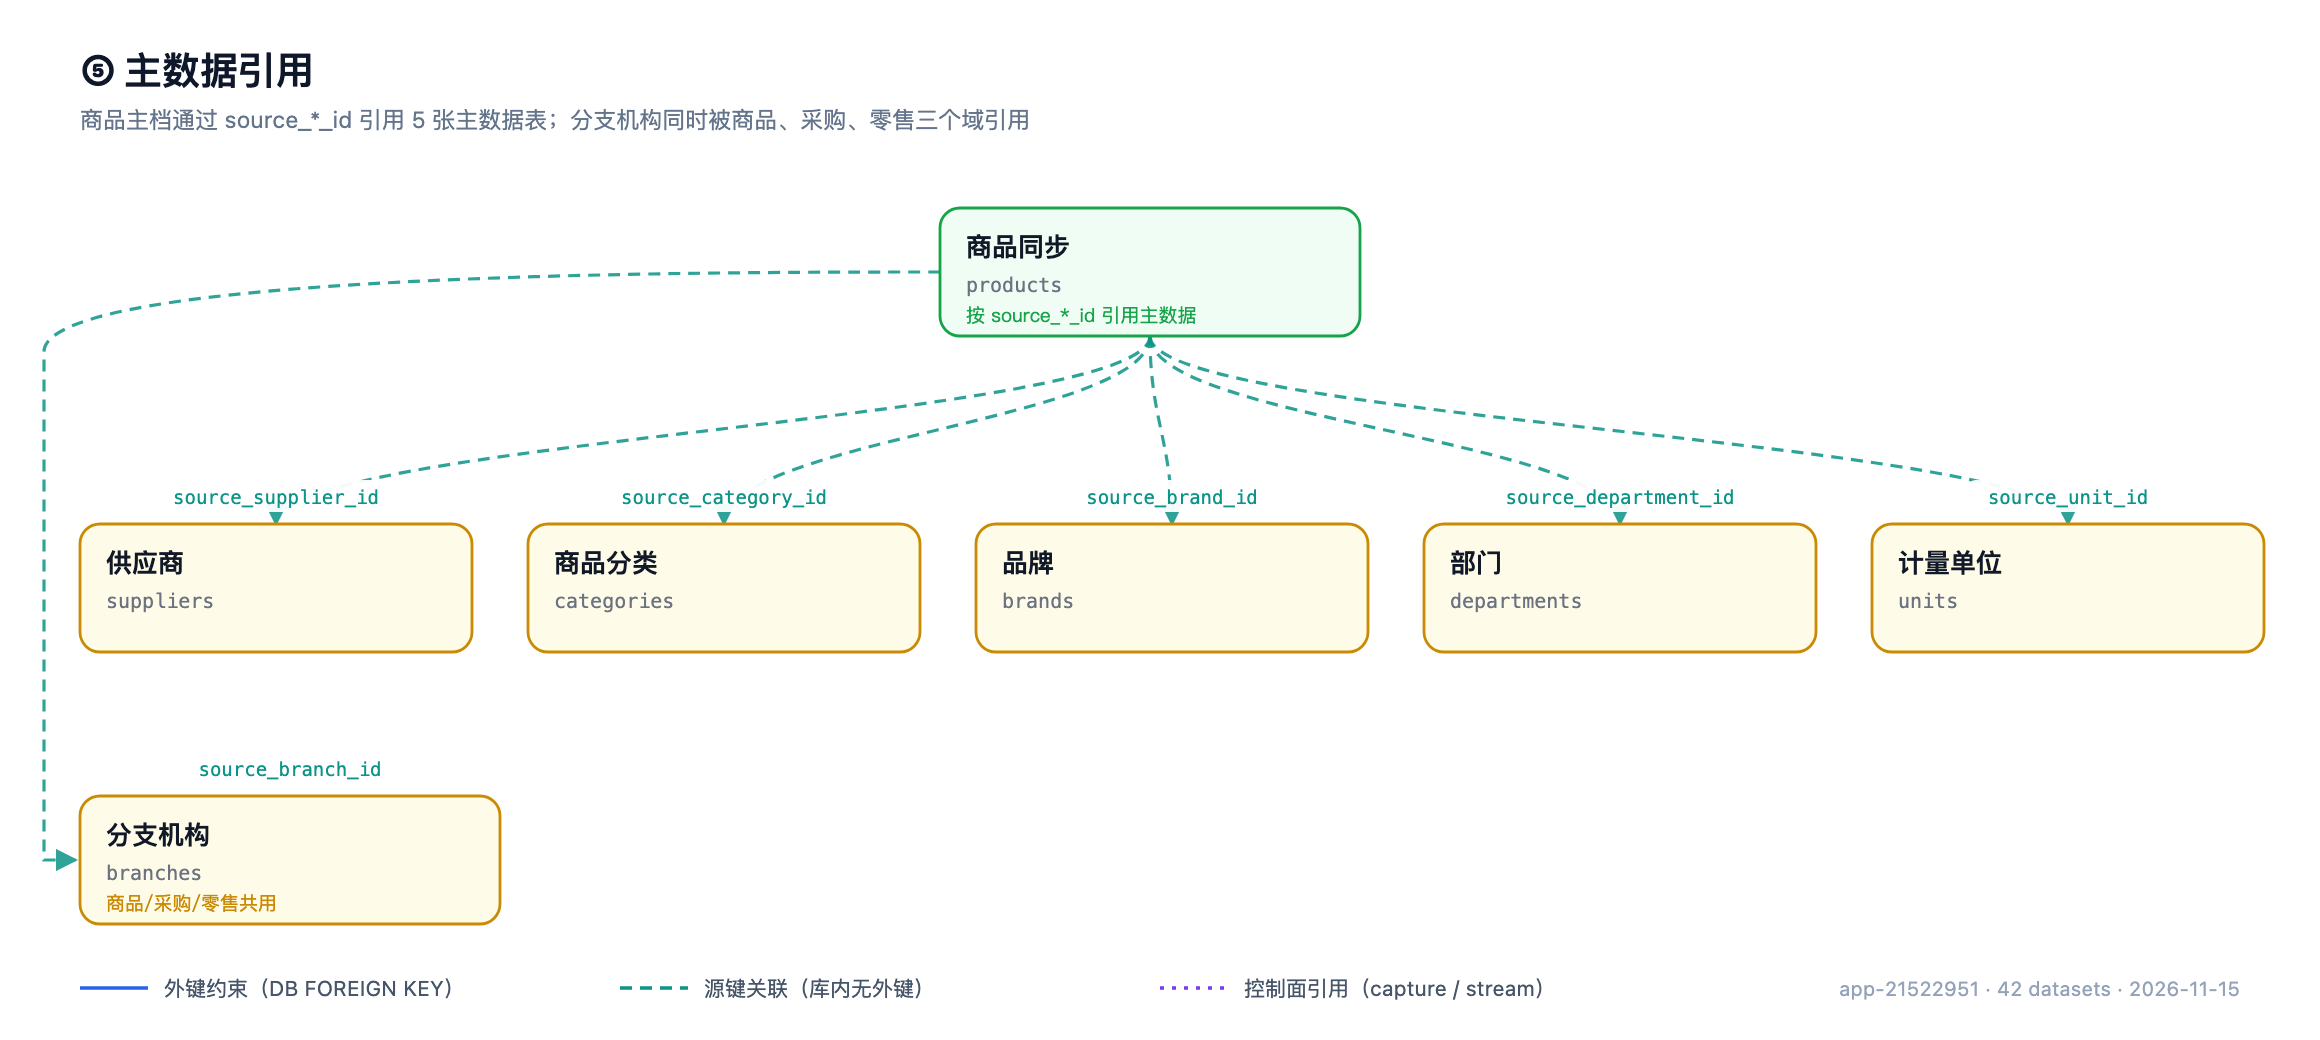 ⑤ 主数据引用
商品主档通过 source_*_id 引用 5 张主数据表；分支机构同时被商品、采购、零售三个域引用
商品同步
products
按 source_*_id 引用主数据
source_supplier_id
source_category_id
source_brand_id
source_department_id
source_unit_id
供应商
suppliers
商品分类
categories
品牌
brands
部门
departments
计量单位
units
source_branch_id
分支机构
branches
商品/采购/零售共用
外键约束（DB FOREIGN KEY）
源键关联（库内无外键）
控制面引用（capture / stream）
app-21522951 · 42 datasets · 2026-11-15